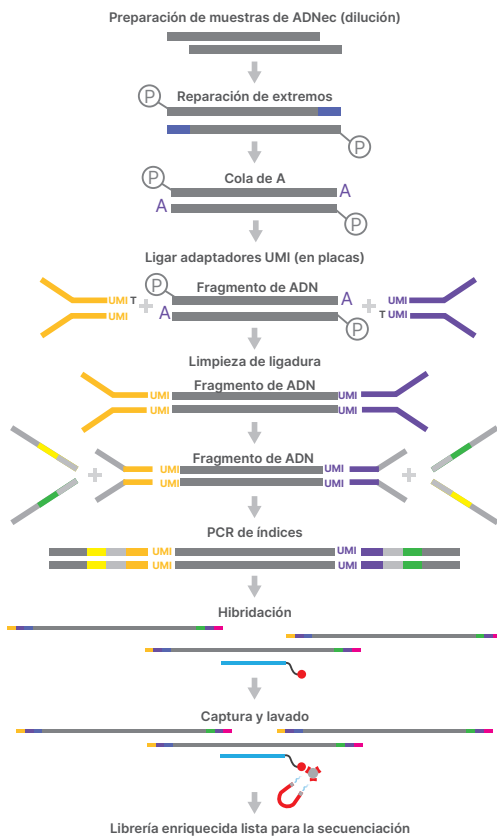 Preparación de muestras de ADNec (dilución)
P
Reparación de extremos
P
Cola de A
P
A
A
P
Ligar adaptadores UMI (en placas)
P
Fragmento de ADN
UMI T
A
UMI
UMI
A
T UMI
P
Limpieza de ligadura
Fragmento de ADN
UMI
UMI
UMI
UMI
Fragmento de ADN
UMI
UMI
UMI
UMI
PCR de índices
UMI
UMI
UMI
UMI
Hibridación
Captura y lavado
Librería enriquecida lista para la secuenciación